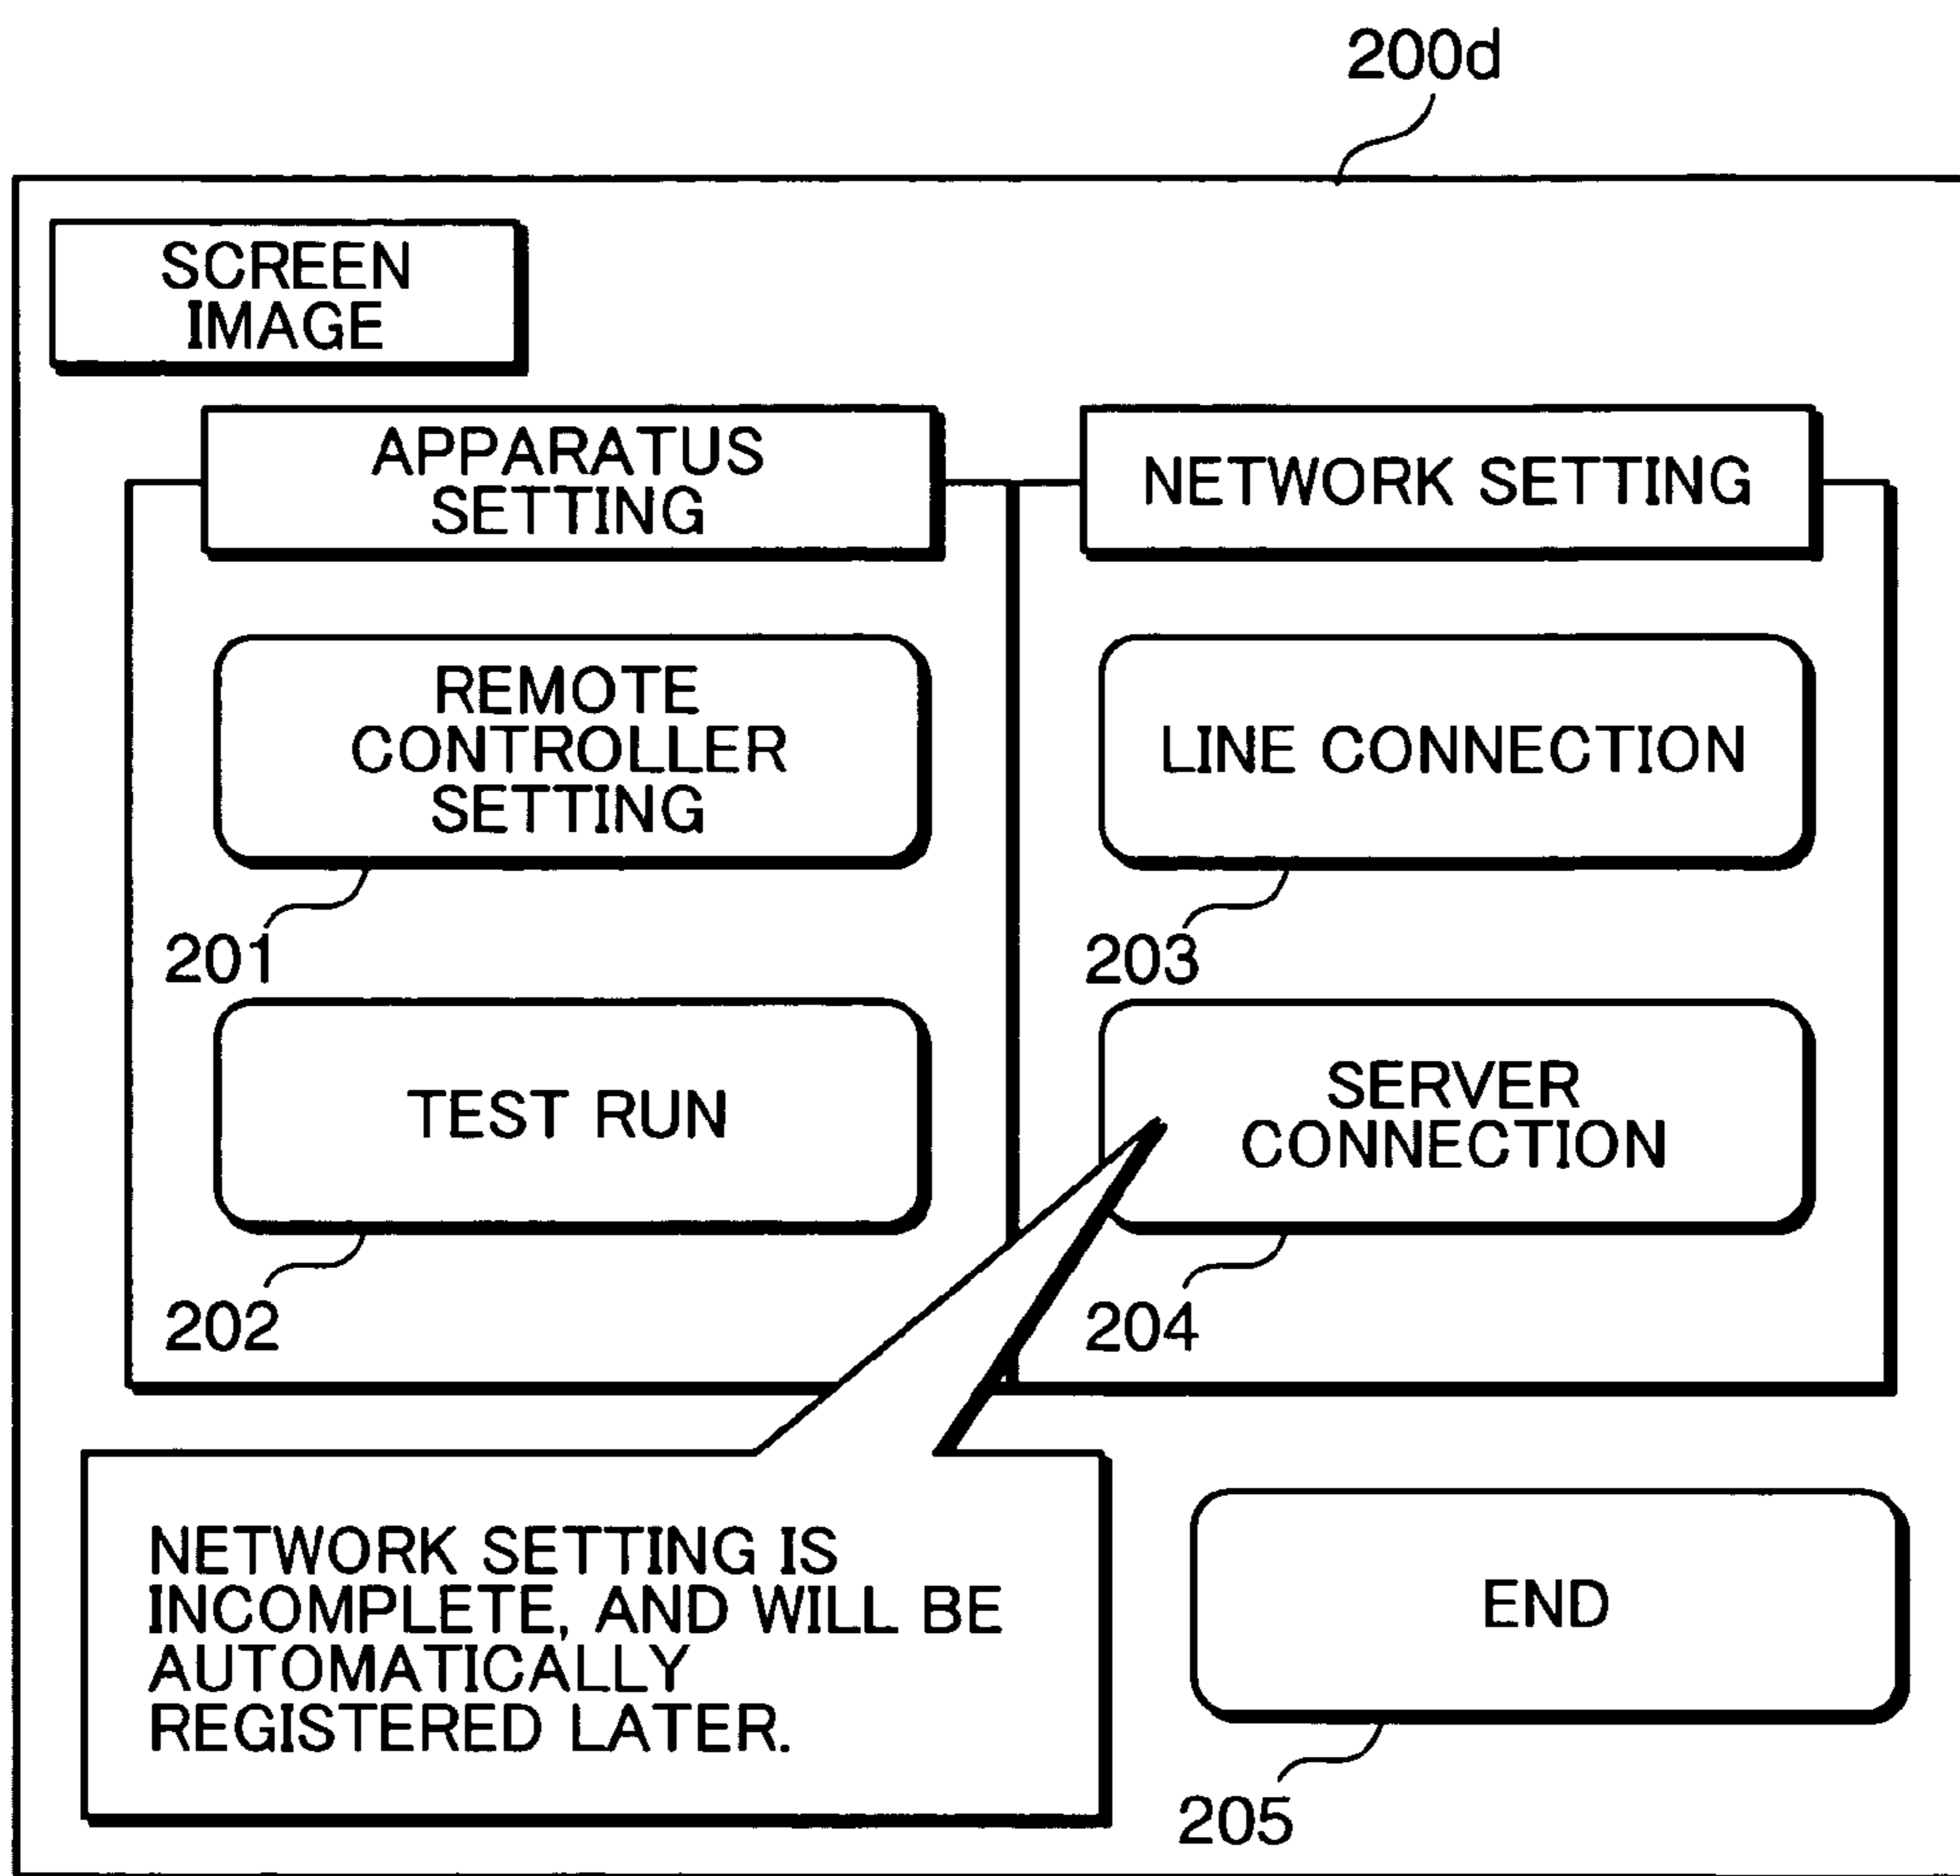 200d
SCREEN
IMAGE
APPARATUS
SETTING
NETWORK SETTING
REMOTE
CONTROLLER
SETTING
LINE CONNECTION
201
203
TEST RUN
SERVER
CONNECTION
202
204
NETWORK SETTING IS
INCOMPLETE, AND WILL BE
AUTOMATICALLY
REGISTERED LATER.
END
205